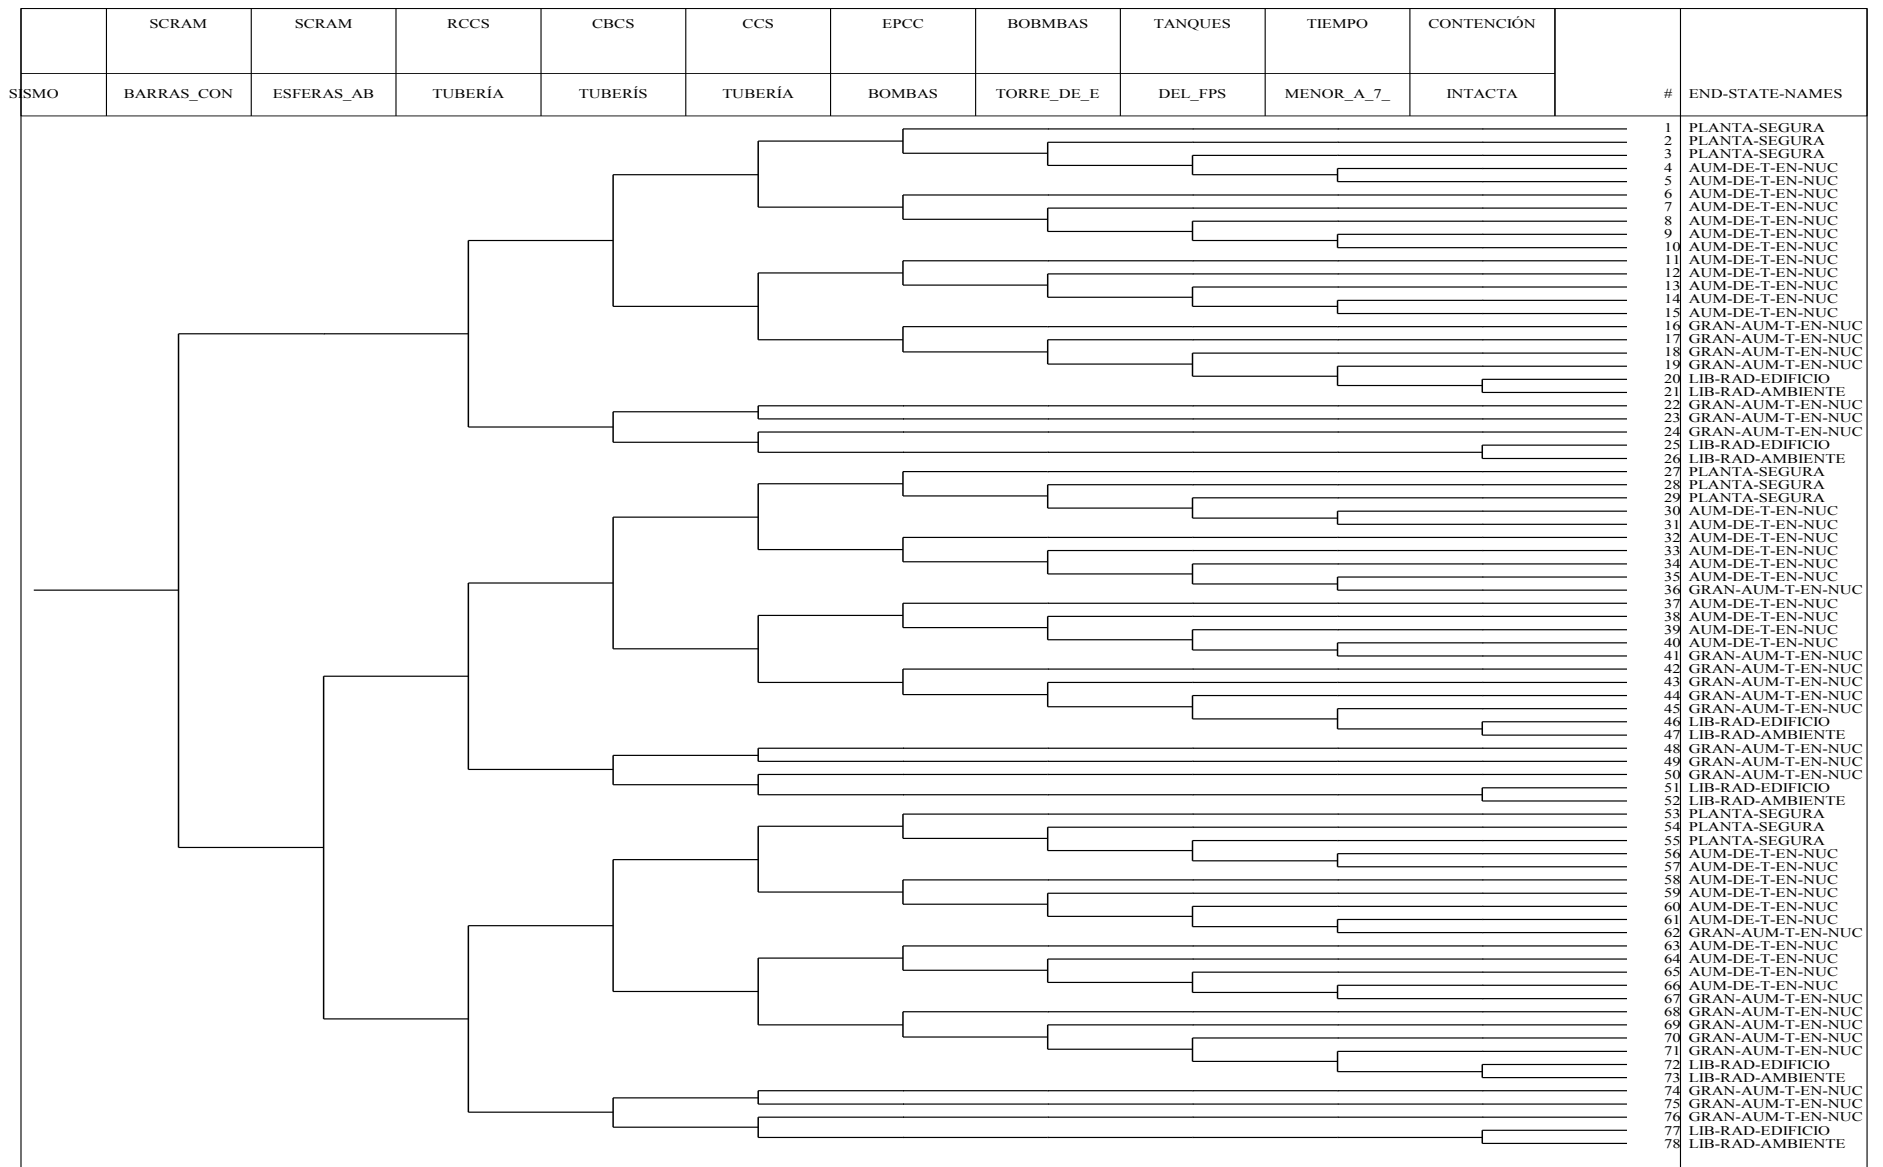 SCRAM SCRAM RCCS CBCS CCS EPCC BOBMBAS TANQUES TIEMPO CONTENCIÓN
SISMO BARRAS_CON ESFERAS_AB TUBERÍA TUBERÍS TUBERÍA BOMBAS TORRE_DE_E DEL_FPS MENOR_A_7_ INTACTA # END-STATE-NAMES
1 PLANTA-SEGURA
2 PLANTA-SEGURA
3 PLANTA-SEGURA
4 AUM-DE-T-EN-NUC
5 AUM-DE-T-EN-NUC
6 AUM-DE-T-EN-NUC
7 AUM-DE-T-EN-NUC
8 AUM-DE-T-EN-NUC
9 AUM-DE-T-EN-NUC
10 AUM-DE-T-EN-NUC
11 AUM-DE-T-EN-NUC
12 AUM-DE-T-EN-NUC
13 AUM-DE-T-EN-NUC
14 AUM-DE-T-EN-NUC
15 AUM-DE-T-EN-NUC
16 GRAN-AUM-T-EN-NUC
17 GRAN-AUM-T-EN-NUC
18 GRAN-AUM-T-EN-NUC
19 GRAN-AUM-T-EN-NUC
20 LIB-RAD-EDIFICIO
21 LIB-RAD-AMBIENTE
22 GRAN-AUM-T-EN-NUC
23 GRAN-AUM-T-EN-NUC
24 GRAN-AUM-T-EN-NUC
25 LIB-RAD-EDIFICIO
26 LIB-RAD-AMBIENTE
27 PLANTA-SEGURA
28 PLANTA-SEGURA
29 PLANTA-SEGURA
30 AUM-DE-T-EN-NUC
31 AUM-DE-T-EN-NUC
32 AUM-DE-T-EN-NUC
33 AUM-DE-T-EN-NUC
34 AUM-DE-T-EN-NUC
35 AUM-DE-T-EN-NUC
36 GRAN-AUM-T-EN-NUC
37 AUM-DE-T-EN-NUC
38 AUM-DE-T-EN-NUC
39 AUM-DE-T-EN-NUC
40 AUM-DE-T-EN-NUC
41 GRAN-AUM-T-EN-NUC
42 GRAN-AUM-T-EN-NUC
43 GRAN-AUM-T-EN-NUC
44 GRAN-AUM-T-EN-NUC
45 GRAN-AUM-T-EN-NUC
46 LIB-RAD-EDIFICIO
47 LIB-RAD-AMBIENTE
48 GRAN-AUM-T-EN-NUC
49 GRAN-AUM-T-EN-NUC
50 GRAN-AUM-T-EN-NUC
51 LIB-RAD-EDIFICIO
52 LIB-RAD-AMBIENTE
53 PLANTA-SEGURA
54 PLANTA-SEGURA
55 PLANTA-SEGURA
56 AUM-DE-T-EN-NUC
57 AUM-DE-T-EN-NUC
58 AUM-DE-T-EN-NUC
59 AUM-DE-T-EN-NUC
60 AUM-DE-T-EN-NUC
61 AUM-DE-T-EN-NUC
62 GRAN-AUM-T-EN-NUC
63 AUM-DE-T-EN-NUC
64 AUM-DE-T-EN-NUC
65 AUM-DE-T-EN-NUC
66 AUM-DE-T-EN-NUC
67 GRAN-AUM-T-EN-NUC
68 GRAN-AUM-T-EN-NUC
69 GRAN-AUM-T-EN-NUC
70 GRAN-AUM-T-EN-NUC
71 GRAN-AUM-T-EN-NUC
72 LIB-RAD-EDIFICIO
73 LIB-RAD-AMBIENTE
74 GRAN-AUM-T-EN-NUC
75 GRAN-AUM-T-EN-NUC
76 GRAN-AUM-T-EN-NUC
77 LIB-RAD-EDIFICIO
78 LIB-RAD-AMBIENTE